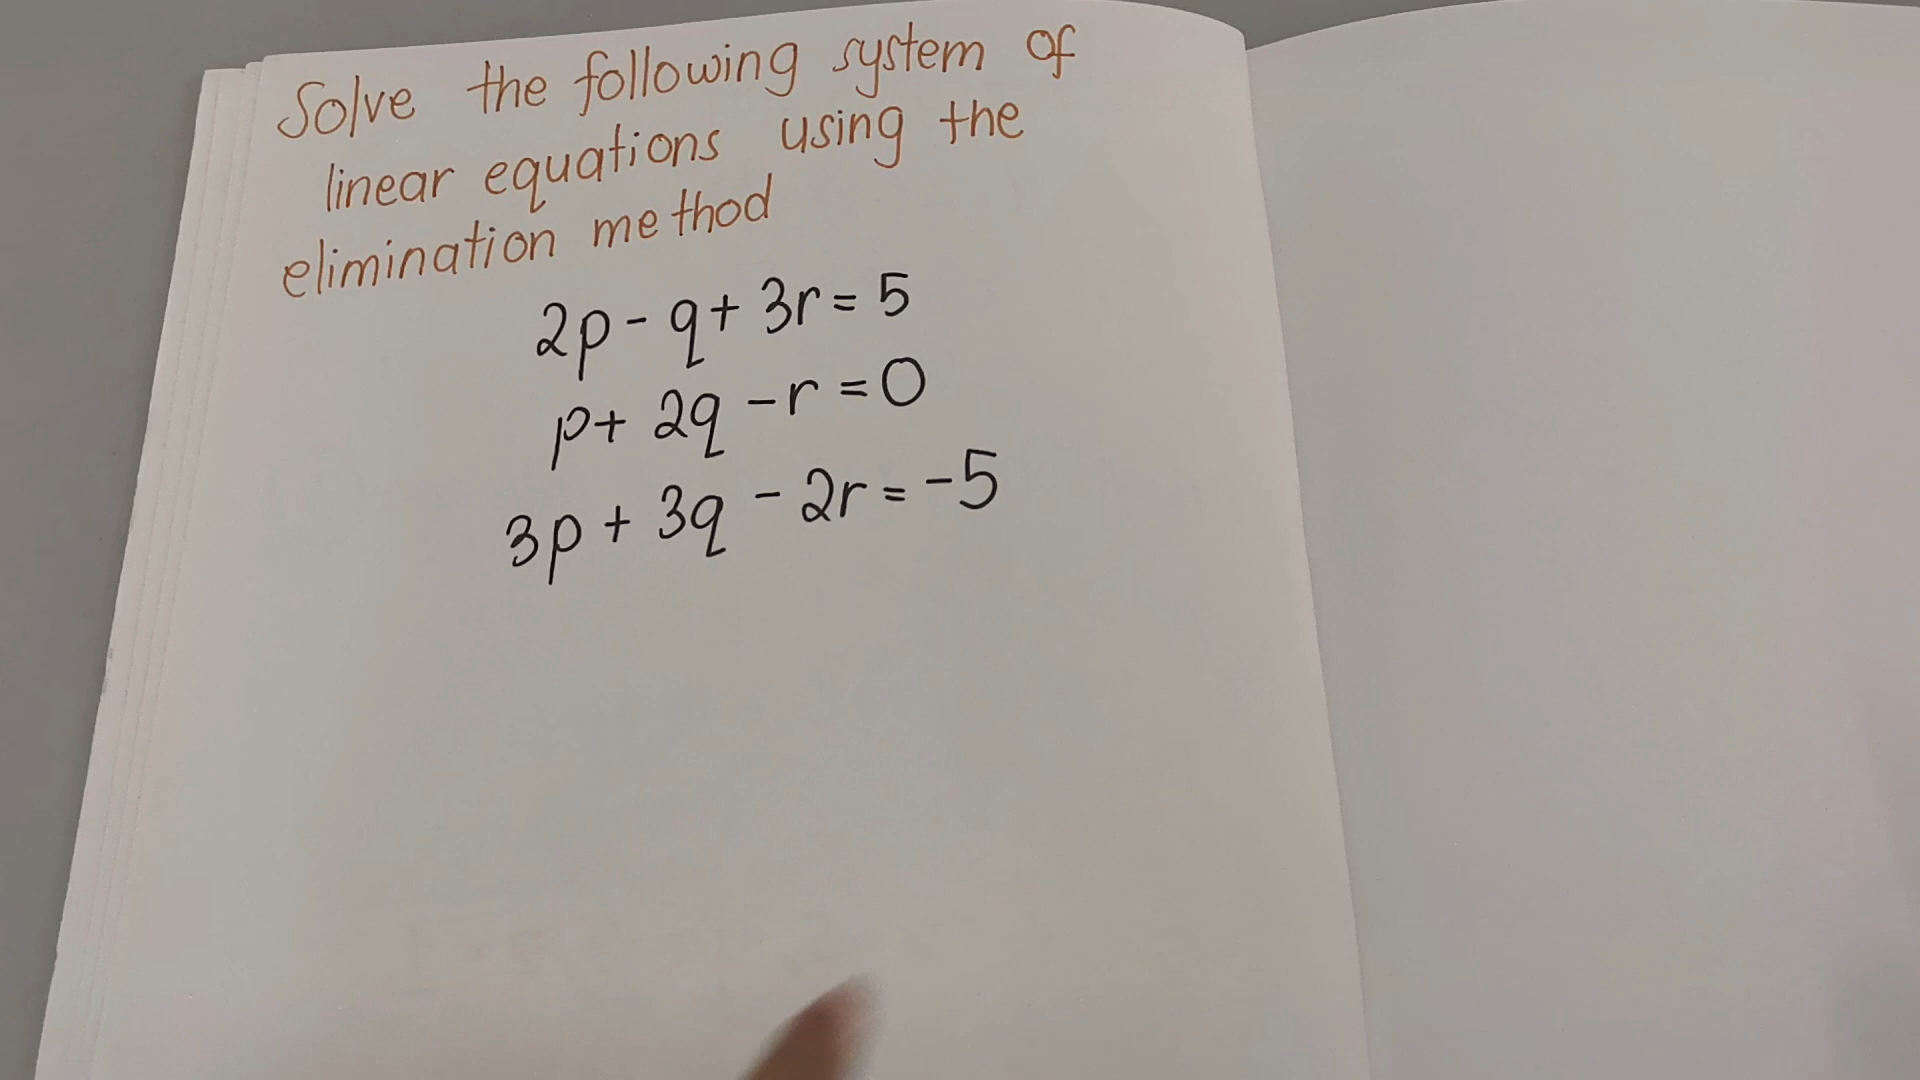 Solve the following system of
linear equations using the
elimination method
2p - q + 3r = 5
p + 2q - r = 0
3p + 3q - 2r = -5